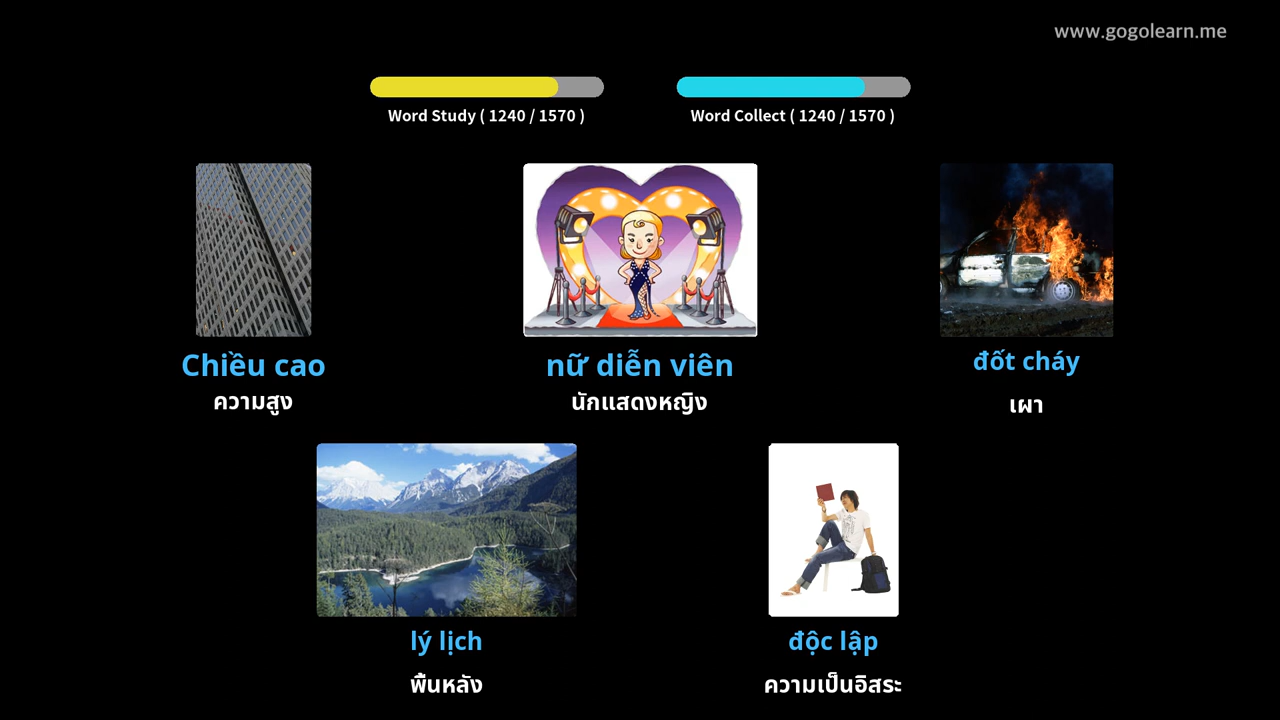 www.gogolearn.me
Word Study ( 1240 / 1570 )
Word Collect ( 1240 / 1570 )
Chiều cao
ความสูง
nữ diễn viên
นักแสดงหญิง
đốt cháy
เผา
lý lịch
พื้นหลัง
độc lập
ความเป็นอิสระ